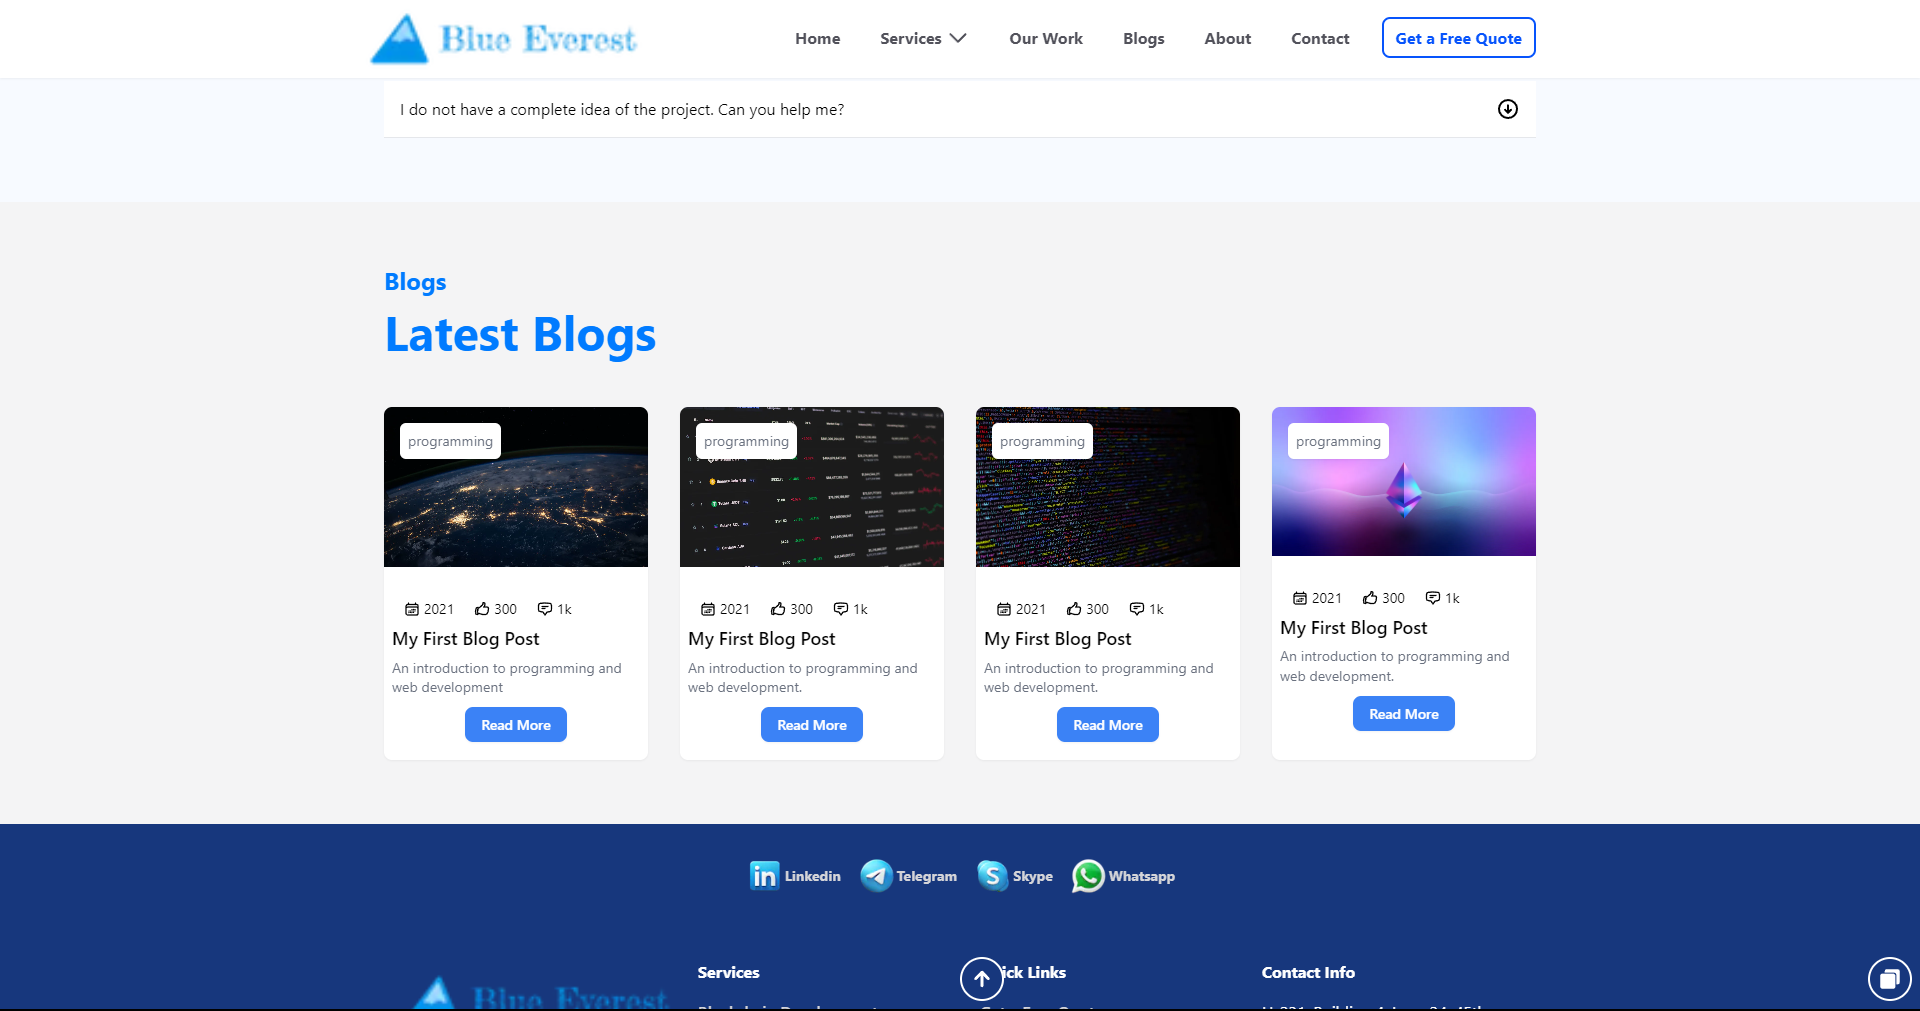 Blue Everest
Home Services Our Work Blogs About Contact Get a Free Quote
I do not have a complete idea of the project. Can you help me?
Blogs
Latest Blogs
programming programming programming programming
2021 300 1k
My First Blog Post
An introduction to programming and
web development
Read More
2021 300 1k
My First Blog Post
An introduction to programming and
web development.
Read More
2021 300 1k
My First Blog Post
An introduction to programming and
web development.
Read More
2021 300 1k
My First Blog Post
An introduction to programming and
web development.
Read More
in Linkedin Telegram S Skype Whatsapp
Blue Everest
Services
ick Links
Contact Info